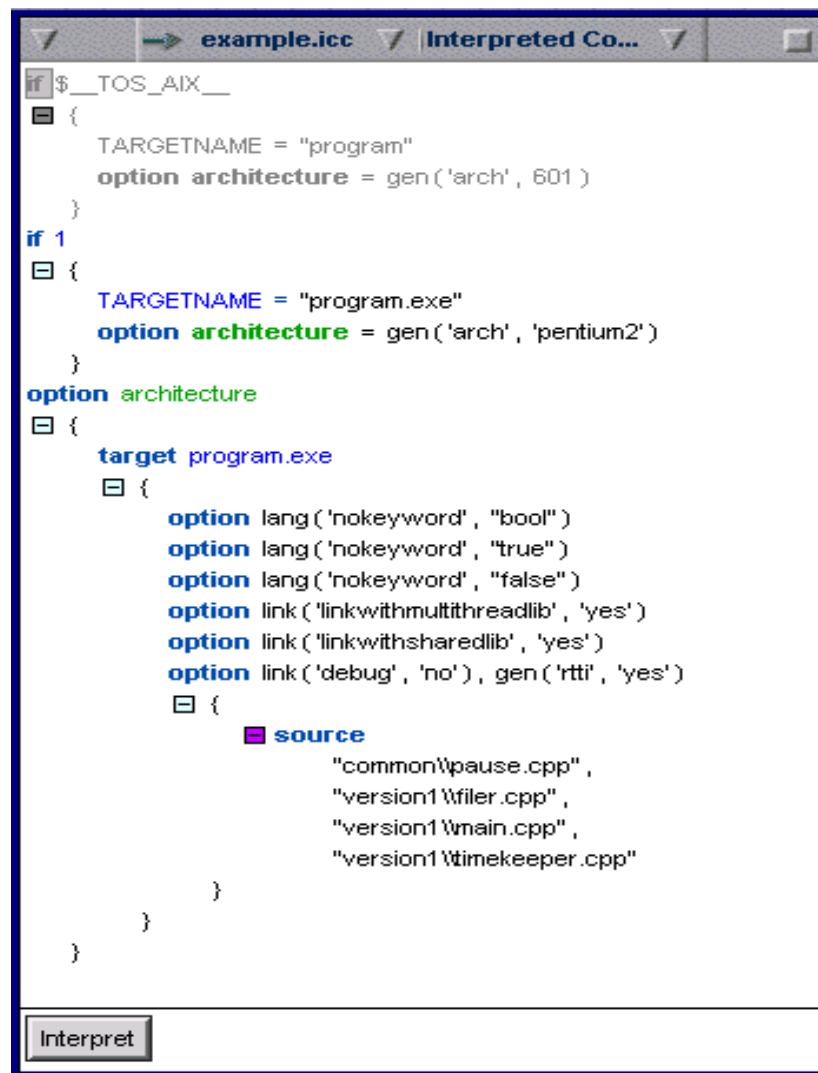 example.icc Interpreted Co...
if $__TOS_AIX__
{
TARGETNAME = "program"
option architecture = gen('arch', 601)
}
if 1
{
TARGETNAME = "program.exe"
option architecture = gen('arch', 'pentium2')
}
option architecture
{
target program.exe
{
option lang('nokeyword', "bool")
option lang('nokeyword', "true")
option lang('nokeyword', "false")
option link('linkwithmultithreadlib', 'yes')
option link('linkwithsharedlib', 'yes')
option link('debug', 'no'), gen('rtti', 'yes')
{
source
"common\\pause.cpp",
"version1\\filer.cpp",
"version1\\main.cpp",
"version1\\timekeeper.cpp"
}
}
}
Interpret